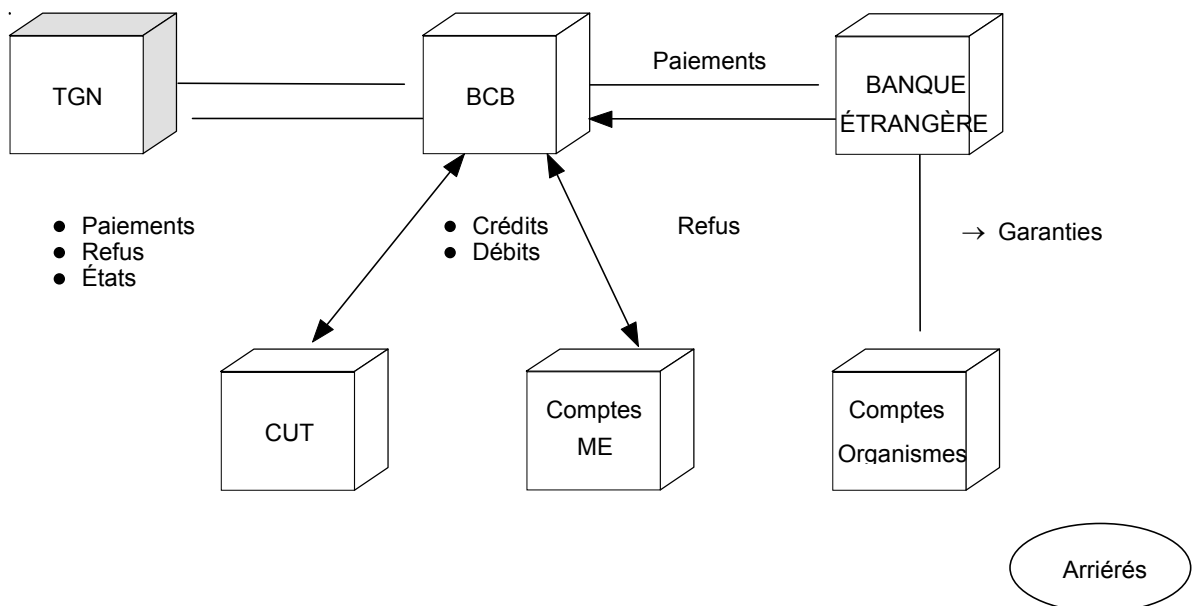 TGN
BCB
Paiements
BANQUE
ÉTRANGÈRE
● Paiements
● Refus
● États
● Crédits
● Débits
Refus
→ Garanties
CUT
Comptes
ME
Comptes
Organismes
Arriérés